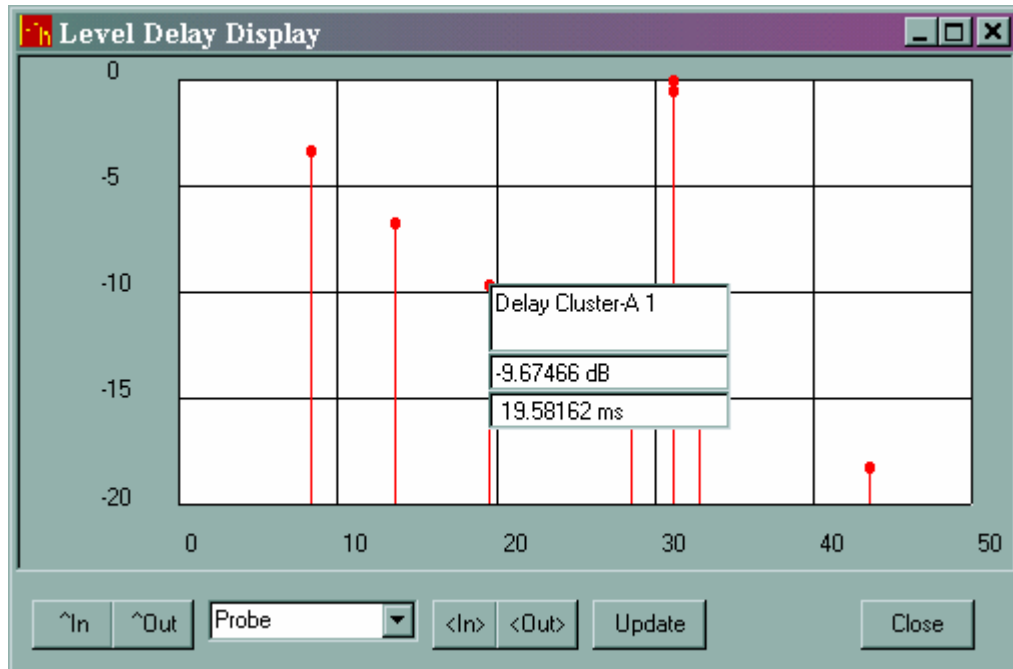 Level Delay Display
0
-5
-10
Delay Cluster-A 1
-9.67466 dB
-15
19.58162 ms
-20
0 10 20 30 40 50
^In ^Out Probe <In> <Out> Update Close